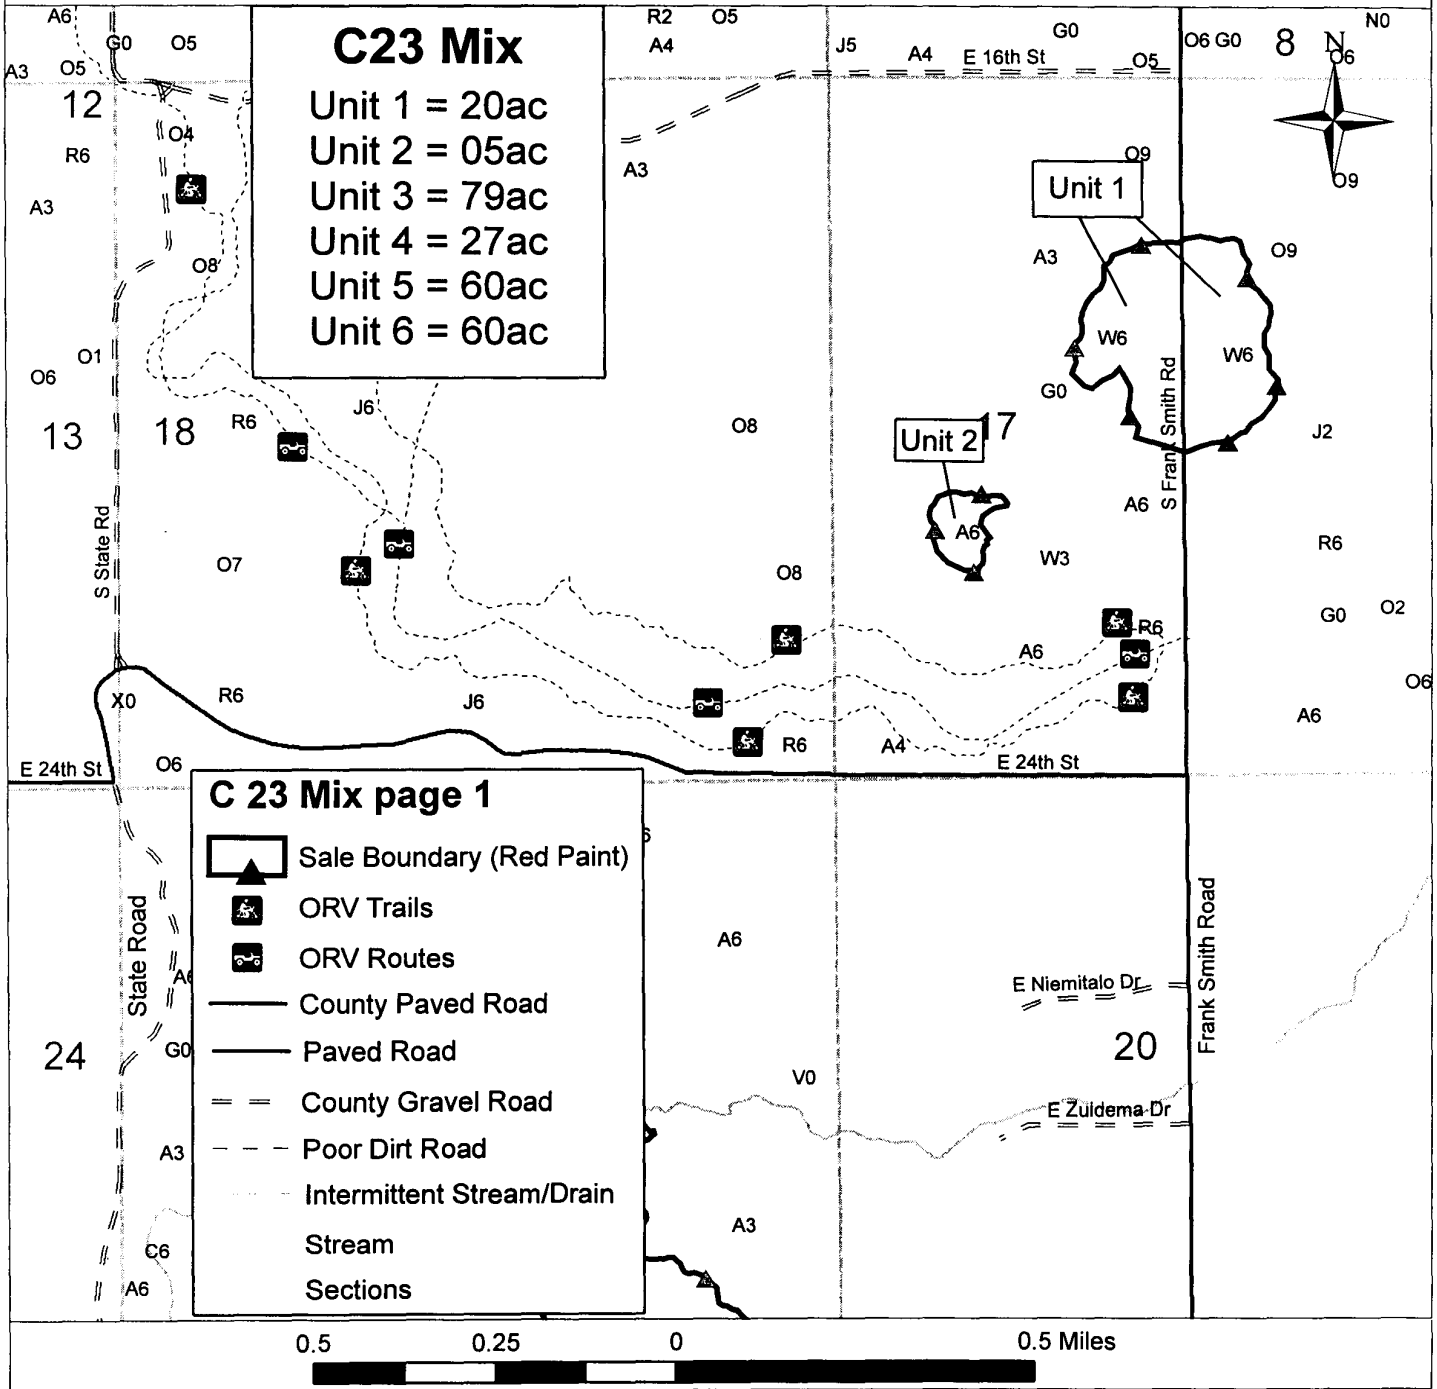 A6
R2 O5
G0
N0
G0 O5
C23 Mix
A4
J5
A4
E 16th St
O5
O6 G0
8
N
O6
A3 O5
12
Unit 1 = 20ac
Unit 2 = 05ac
Unit 3 = 79ac
Unit 4 = 27ac
Unit 5 = 60ac
Unit 6 = 60ac
O4
R6
A3
A3
O9
O9
Unit 1
O8
A3
O9
O1
O6
W6
W6
G0
J6
13
18
R6
O8
17
J2
Unit 2
S Frank Smith Rd
S State Rd
A6
A6
W3
R6
O7
O8
G0
O2
R6
A6
X0
R6
J6
O6
A6
R6
A4
E 24th St
O6
E 24th St
C 23 Mix page 1
Sale Boundary (Red Paint)
ORV Trails
ORV Routes
County Paved Road
Paved Road
County Gravel Road
Poor Dirt Road
Intermittent Stream/Drain
Stream
Sections
6
State Road
A6
A6
Frank Smith Road
E Niemitalo Dr
24
G0
20
V0
E Zuidema Dr
A3
A3
C6
A6
0.5 0.25 0 0.5 Miles